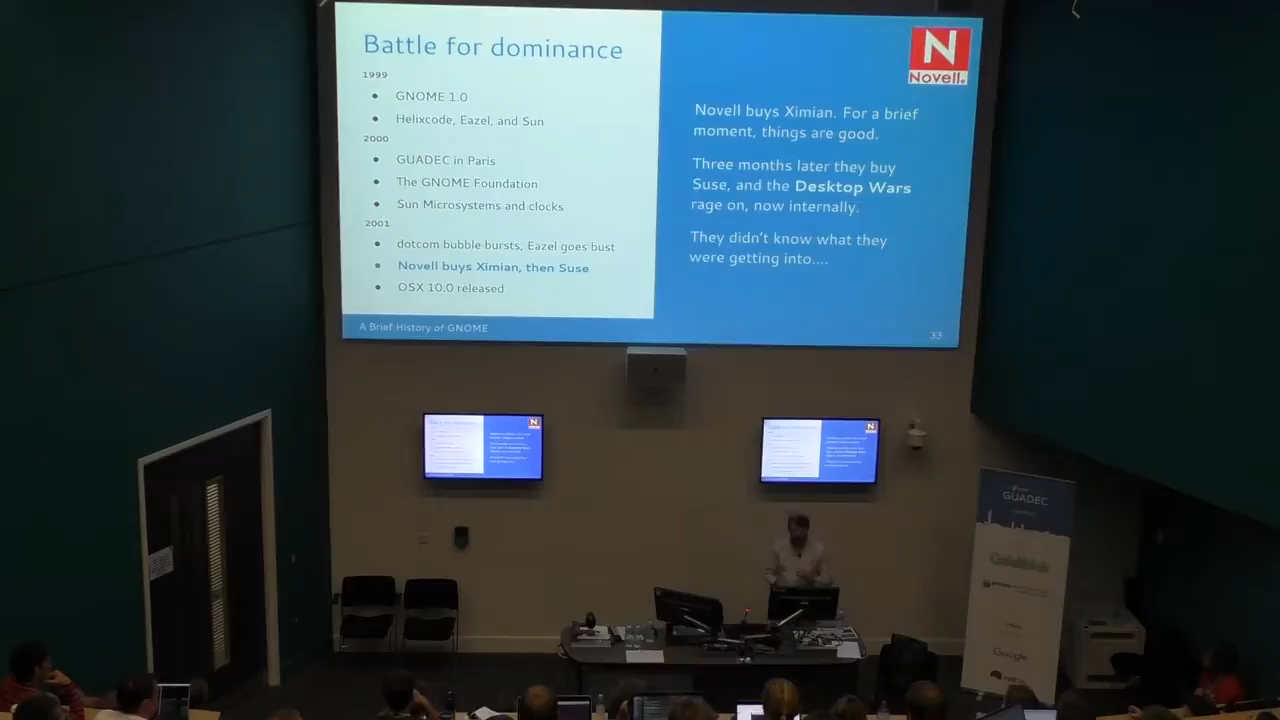 Battle for dominance
1999
GNOME 1.0
Helixcode, Eazel, and Sun
2000
GUADEC in Paris
The GNOME Foundation
Sun Microsystems and clocks
2001
dotcom bubble bursts, Eazel goes bust
Novell buys Ximian, then Suse
OSX 10.0 released
A Brief History of GNOME
N
Novell.
Novell buys Ximian. For a brief
moment, things are good.
Three months later they buy
Suse, and the Desktop Wars
rage on, now internally.
They didn't know what they
were getting into....
33
GUADEC
Google